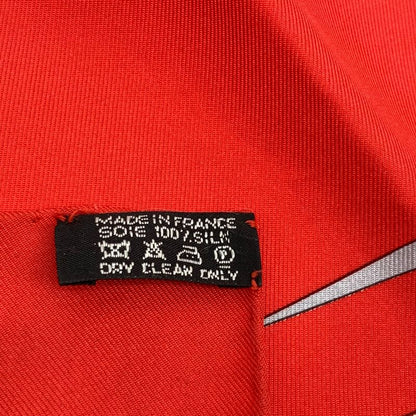 MADE IN FRANCE
SOIE 100% SILK
P
DRY CLEAN ONLY